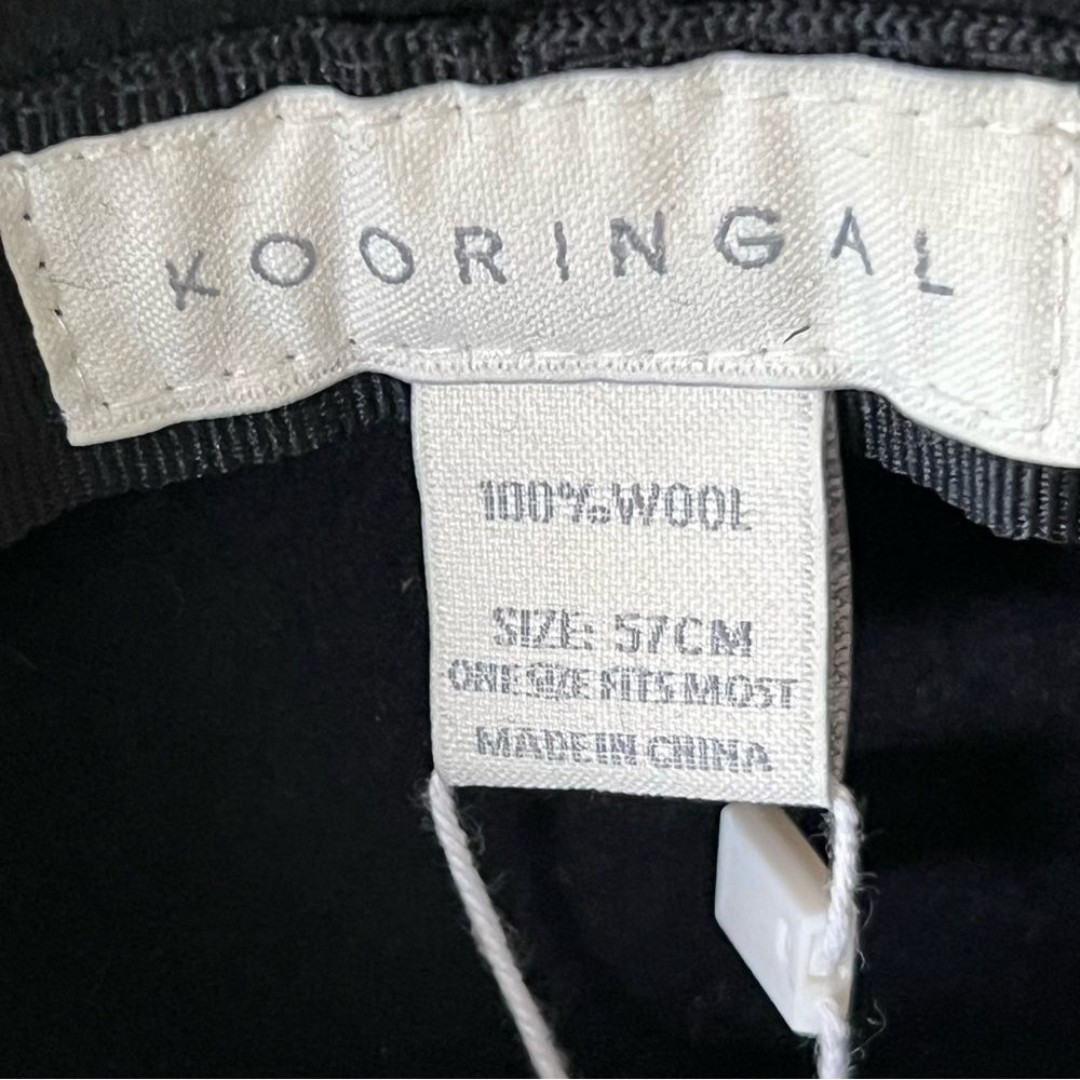 KOORINGAL
100% WOOL
SIZE: 57CM
ONE SIZE FITS MOST
MADE IN CHINA